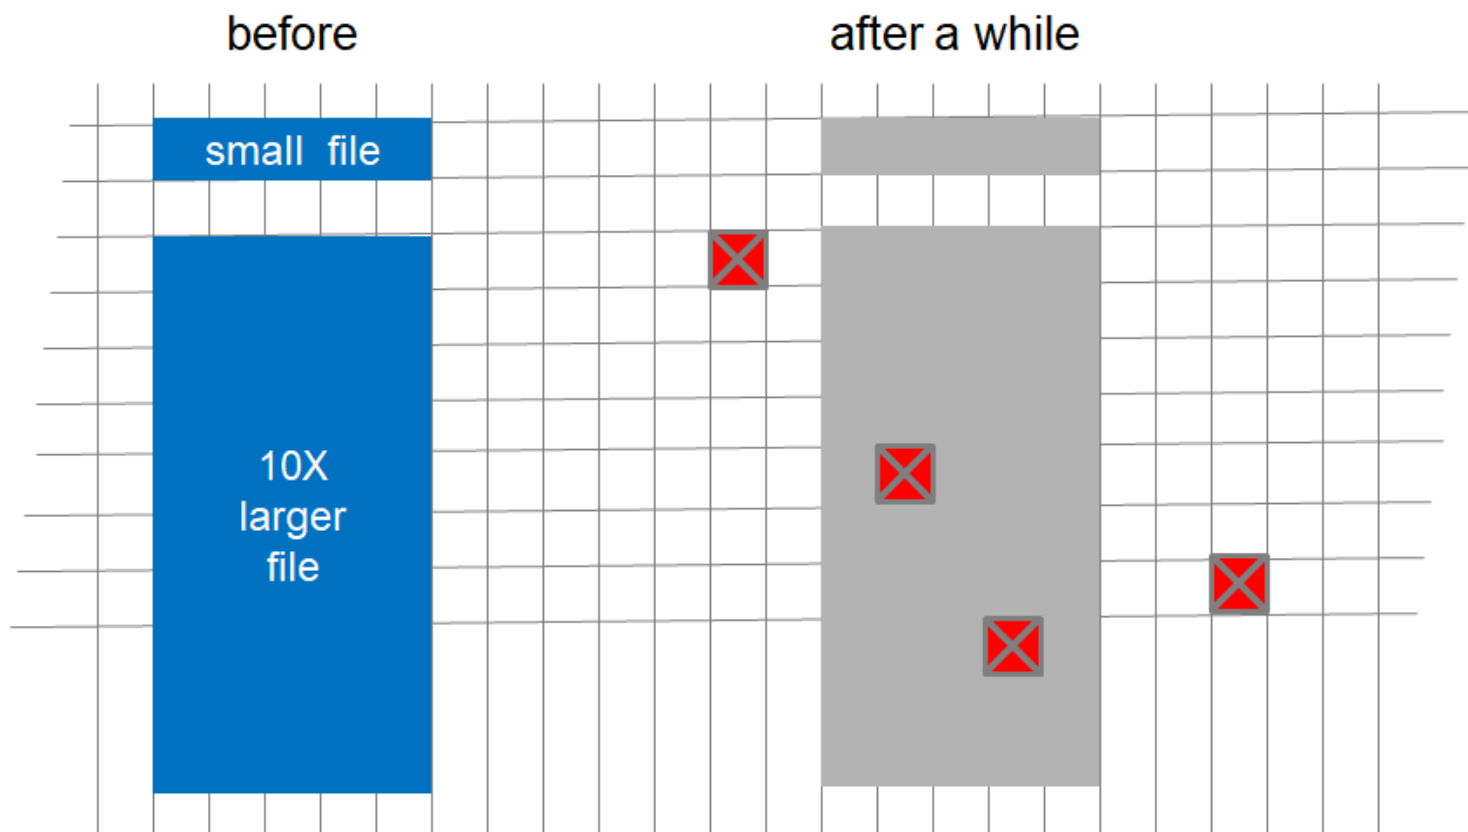 before
after a while
small file
10X
larger
file